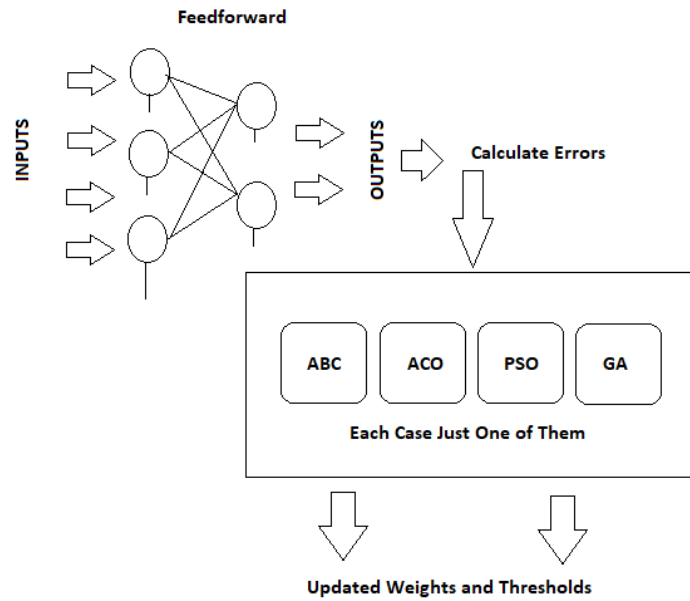 Feedforward
INPUTS
OUTPUTS
Calculate Errors
ABC
ACO
PSO
GA
Each Case Just One of Them
Updated Weights and Thresholds